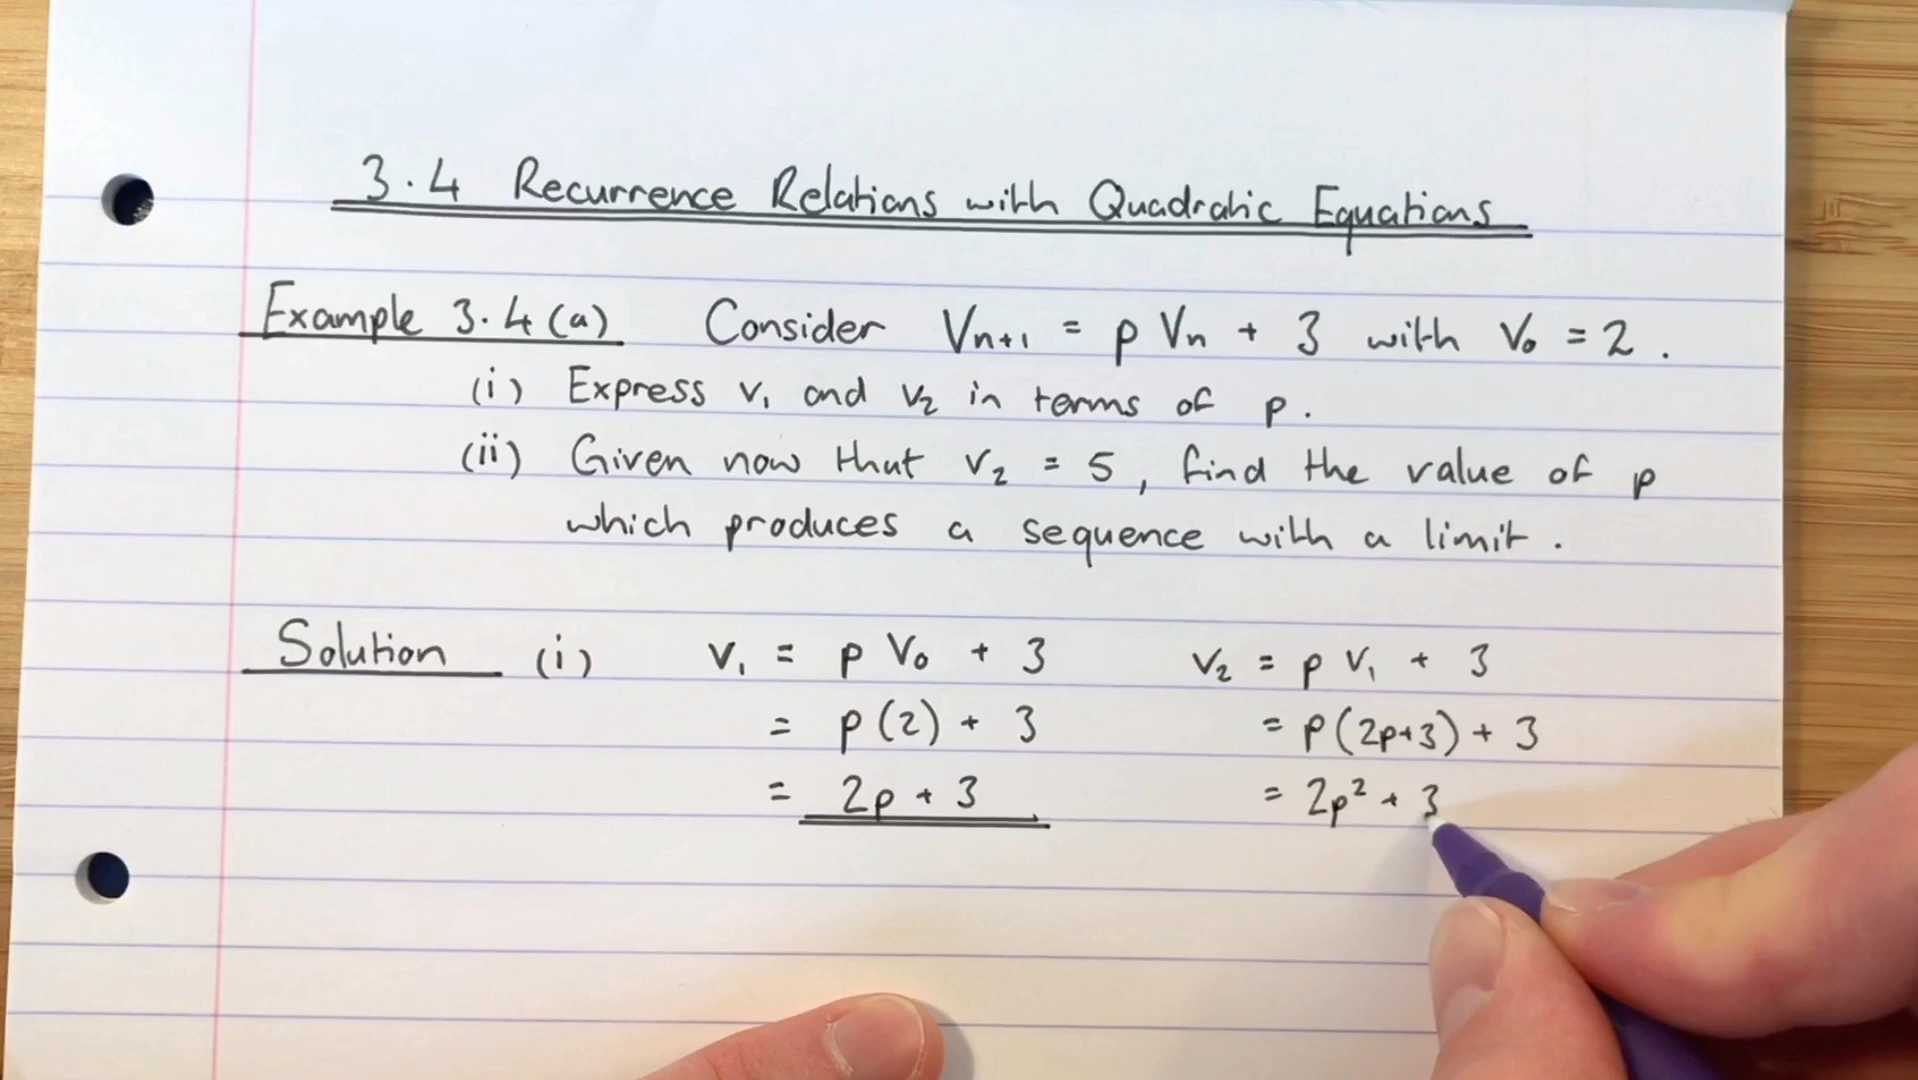 3.4 Recurrence Relations with Quadratic Equations
Example 3.4 (a) Consider Vₙ₊₁ = p Vₙ + 3 with V₀ = 2.
(i) Express v₁ and v₂ in terms of p.
(ii) Given now that v₂ = 5, find the value of p
which produces a sequence with a limit.
Solution (i) v₁ = p V₀ + 3 v₂ = p v₁ + 3
= p(2) + 3 = p(2p+3) + 3
= 2p + 3 = 2p² + 3